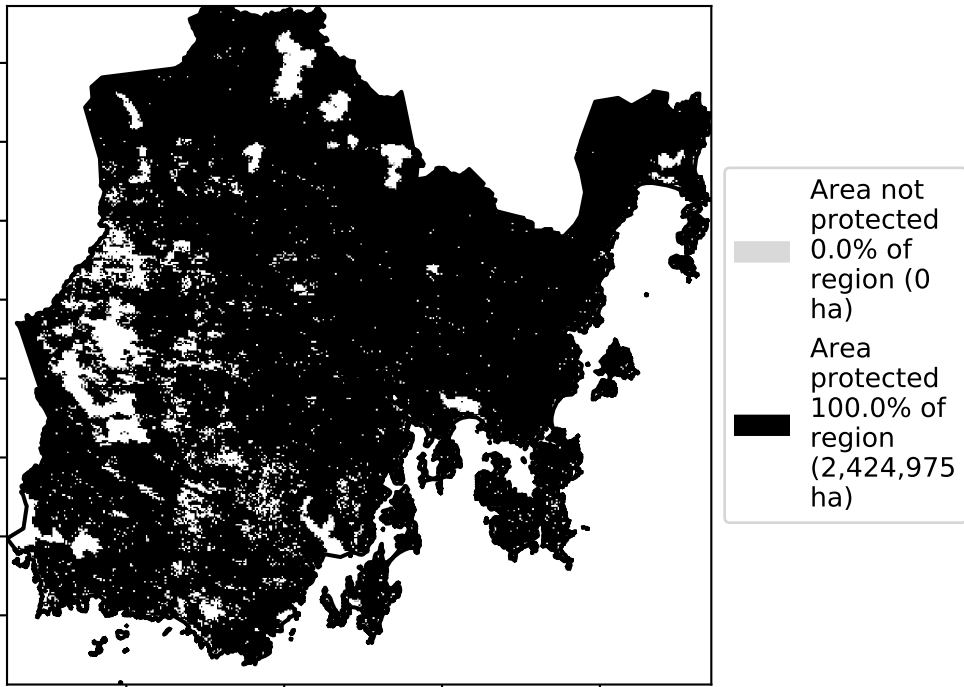 Area not
protected
0.0% of
region (0
ha)
Area
protected
100.0% of
region
(2,424,975
ha)